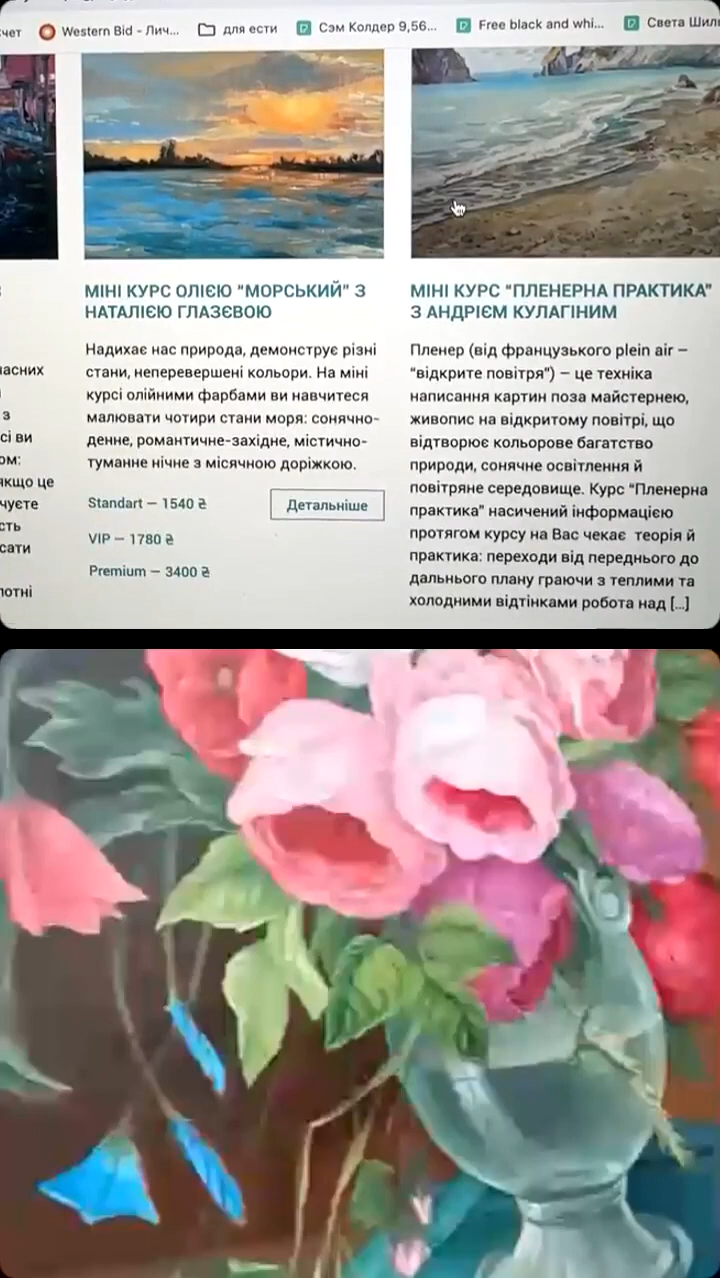 чет Western Bid – Лич... для ести Сэм Колдер 9,56... Free black and whi... Света Шил
МІНІ КУРС ОЛІЄЮ "МОРСЬКИЙ" З
НАТАЛІЄЮ ГЛАЗЄВОЮ
Надихає нас природа, демонструє різні
стани, неперевершені кольори. На міні
курсі олійними фарбами ви навчитеся
малювати чотири стани моря: сонячно-
денне, романтичне-західне, містично-
туманне нічне з місячною доріжкою.
Standart – 1540 ₴
Детальніше
VIP – 1780 ₴
Premium – 3400 ₴
МІНІ КУРС "ПЛЕНЕРНА ПРАКТИКА"
З АНДРІЄМ КУЛАГІНИМ
Пленер (від французького plein air –
"відкрите повітря") – це техніка
написання картин поза майстернею,
живопис на відкритому повітрі, що
відтворює кольорове багатство
природи, сонячне освітлення й
повітряне середовище. Курс "Пленерна
практика" насичений інформацією
протягом курсу на Вас чекає теорія й
практика: переходи від переднього до
дальнього плану граючи з теплими та
холодними відтінками робота над [...]